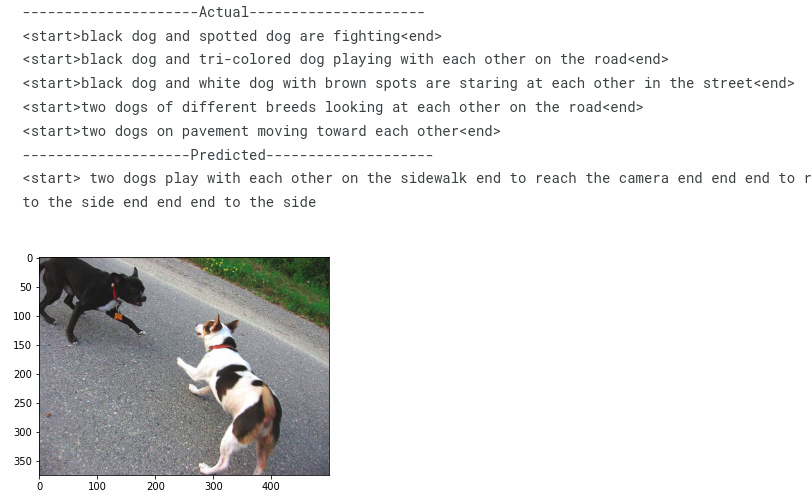 ---------------------Actual---------------------
<start>black dog and spotted dog are fighting<end>
<start>black dog and tri-colored dog playing with each other on the road<end>
<start>black dog and white dog with brown spots are staring at each other in the street<end>
<start>two dogs of different breeds looking at each other on the road<end>
<start>two dogs on pavement moving toward each other<end>
--------------------Predicted--------------------
<start> two dogs play with each other on the sidewalk end to reach the camera end end end to
to the side end end end to the side
0
50
100
150
200
250
300
350
0 100 200 300 400